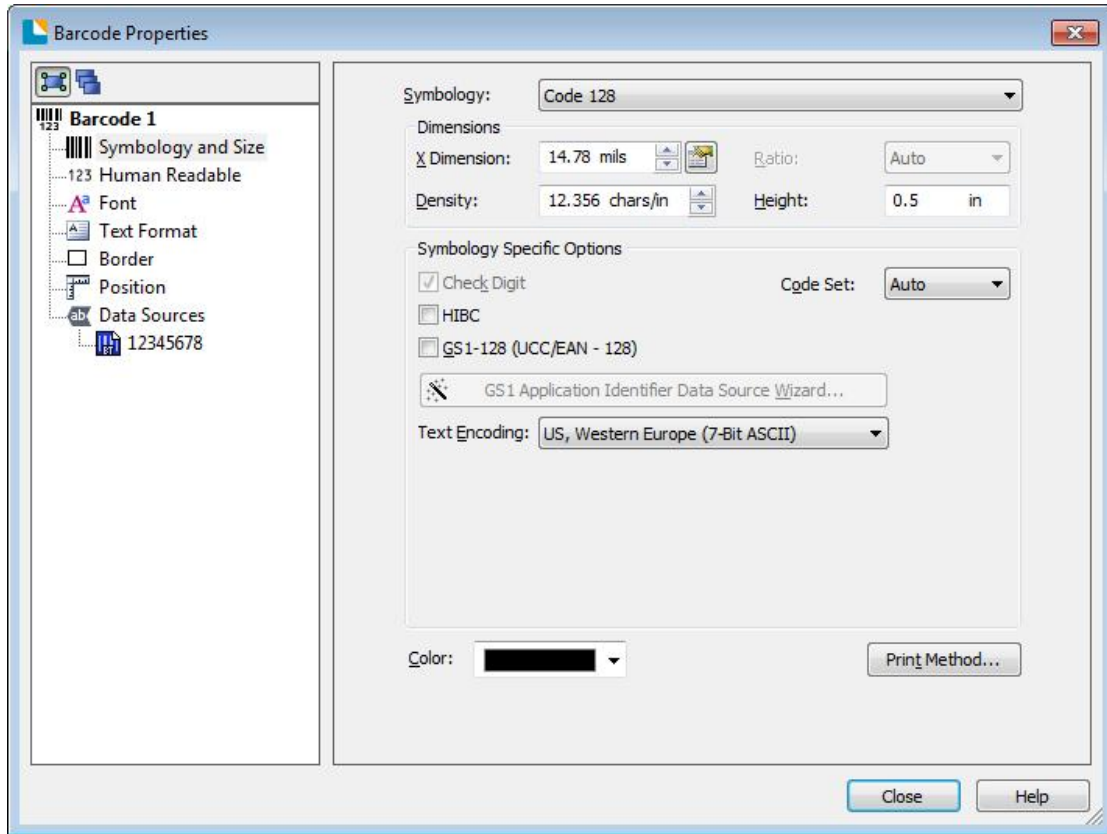 Barcode Properties
Barcode 1
Symbology and Size
123 Human Readable
Font
Text Format
Border
Position
Data Sources
12345678
Symbology: Code 128
Dimensions
X Dimension: 14.78 mils Ratio: Auto
Density: 12.356 chars/in Height: 0.5 in
Symbology Specific Options
Check Digit Code Set: Auto
HIBC
GS1-128 (UCC/EAN - 128)
GS1 Application Identifier Data Source Wizard...
Text Encoding: US, Western Europe (7-Bit ASCII)
Color: Print Method...
Close Help